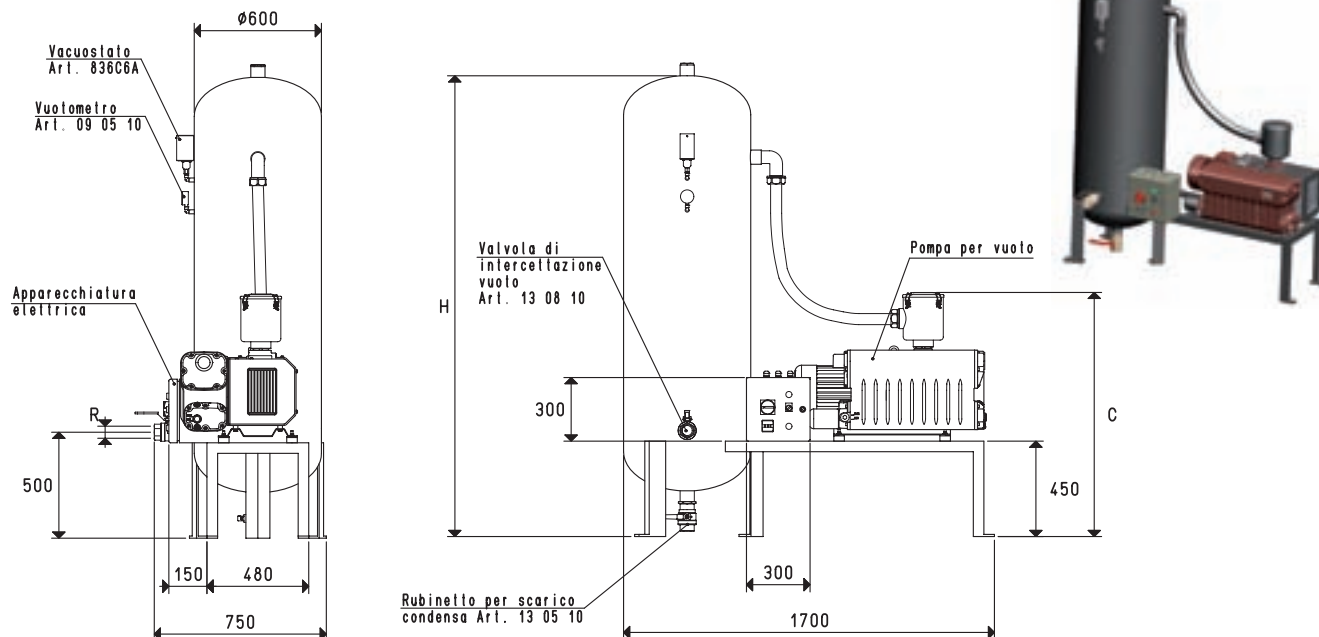 ø600
Vacuostato
Art. 836C6A
Vuotometro
Art. 09 05 10
Apparecchiatura
elettrica
R
500
150
480
750
H
Valvola di
intercettazione
vuoto
Art. 13 08 10
Pompa per vuoto
300
C
450
300
Rubinetto per scarico
condensa Art. 13 05 10
1700